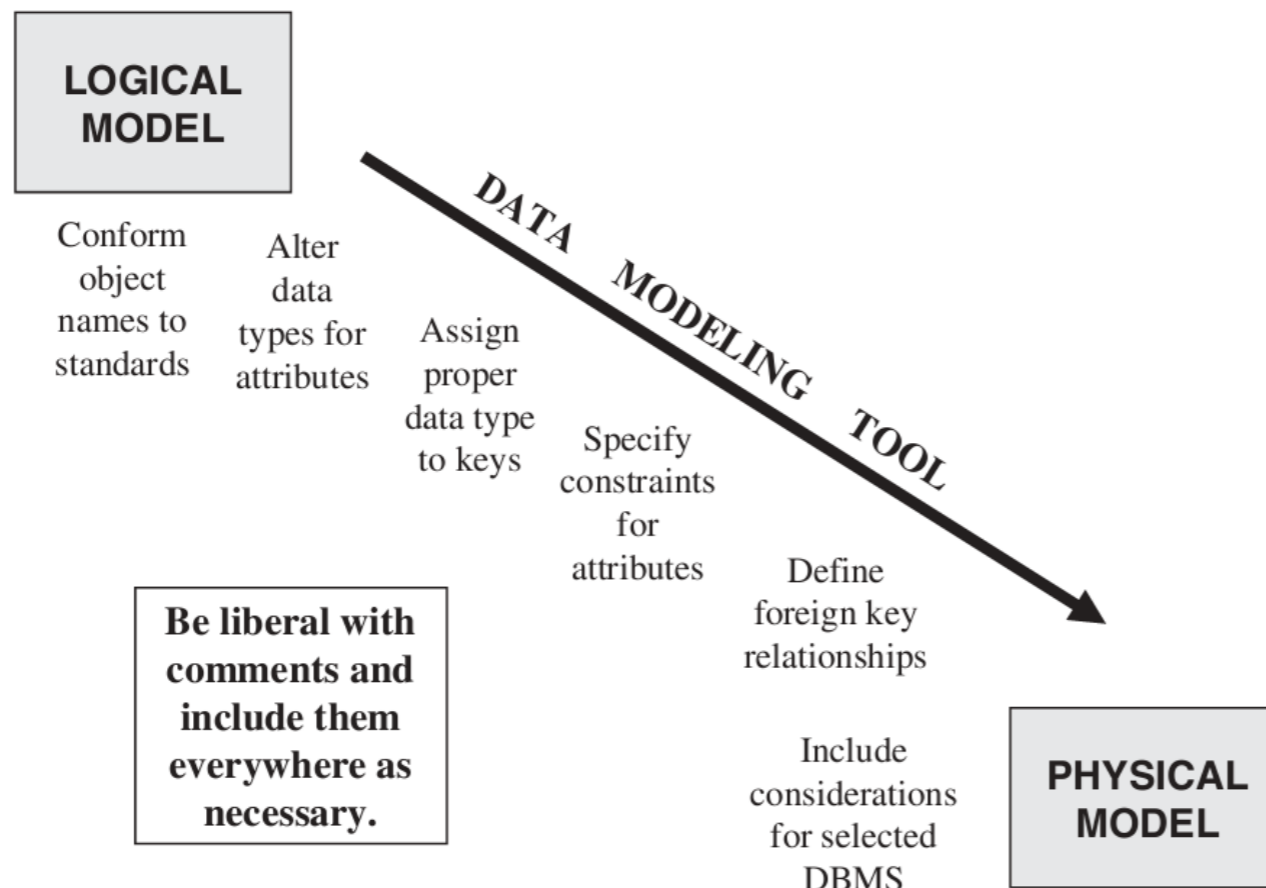 LOGICAL
MODEL
DATA MODELING TOOL
Conform
object
names to
standards
Alter
data
types for
attributes
Assign
proper
data type
to keys
Specify
constraints
for
attributes
Define
foreign key
relationships
Include
considerations
for selected
DBMS
Be liberal with
comments and
include them
everywhere as
necessary.
PHYSICAL
MODEL